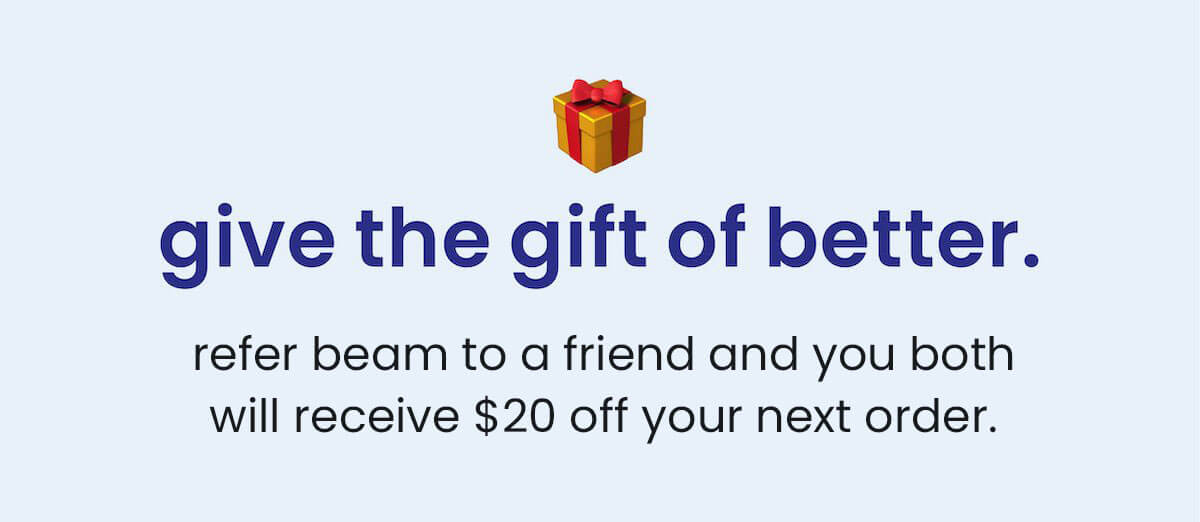 give the gift of better.
refer beam to a friend and you both
will receive $20 off your next order.